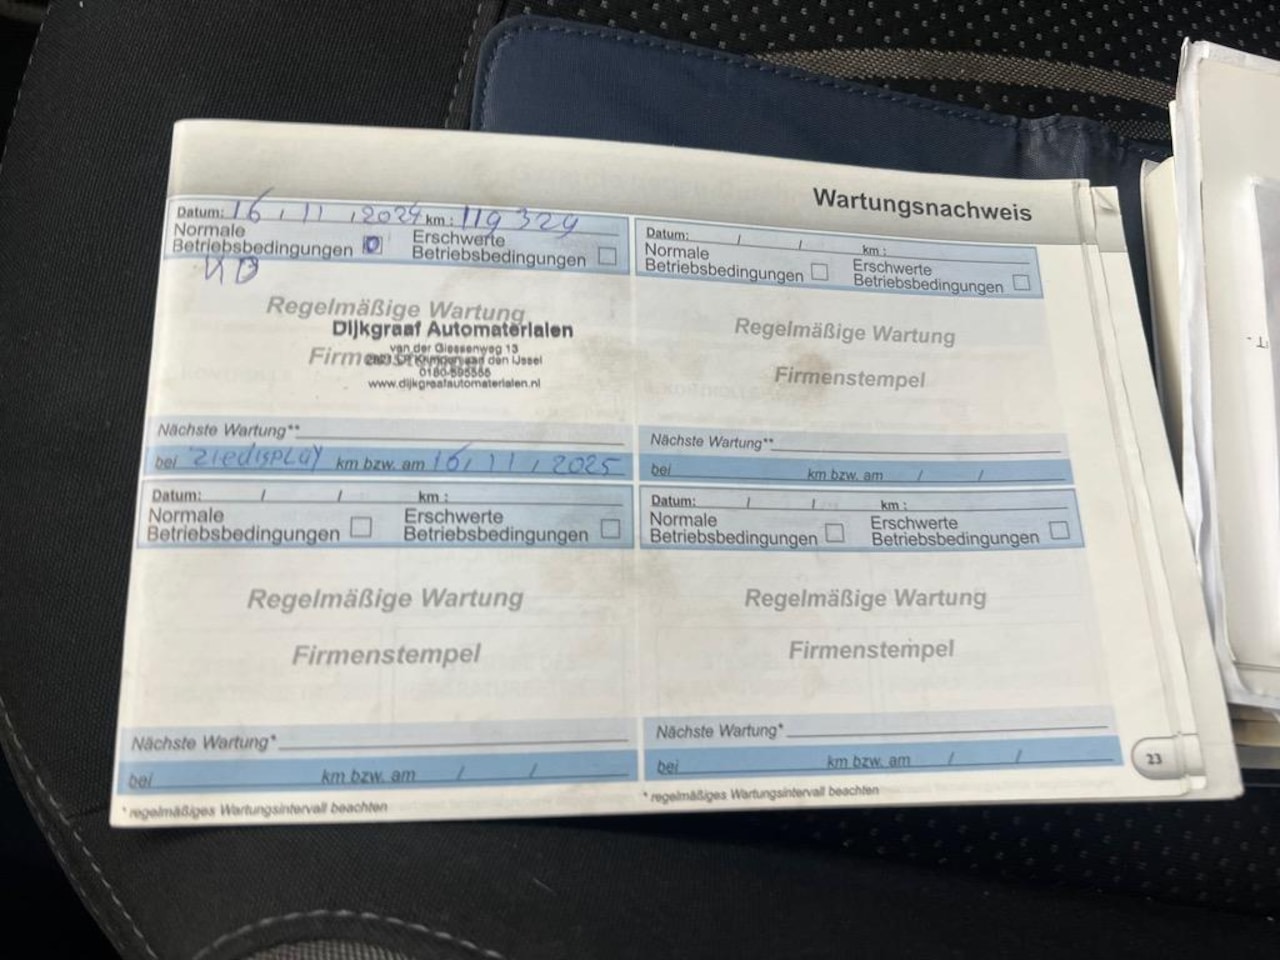 Wartungsnachweis
Datum: 16 / 11 / 2024 km : 119 329
Normale
Betriebsbedingungen
Erschwerte
Betriebsbedingungen
Regelmäßige Wartung
Dijkgraaf Automaterialen
van der Giessenweg 13
aan den IJssel
www.dijkgraafautomaterialen.nl
Nächste Wartung**
bei ziedisplay km bzw. am 16 / 11 / 2025
Datum: / / km :
Normale
Betriebsbedingungen
Erschwerte
Betriebsbedingungen
Regelmäßige Wartung
Firmenstempel
Nächste Wartung**
bei km bzw. am / /
Datum: / / km :
Normale
Betriebsbedingungen
Erschwerte
Betriebsbedingungen
Regelmäßige Wartung
Firmenstempel
Nächste Wartung*
bei km bzw. am / /
* regelmäßiges Wartungsintervall beachten
Datum: / / km :
Normale
Betriebsbedingungen
Erschwerte
Betriebsbedingungen
Regelmäßige Wartung
Firmenstempel
Nächste Wartung*
bei km bzw. am / /
* regelmäßiges Wartungsintervall beachten
23